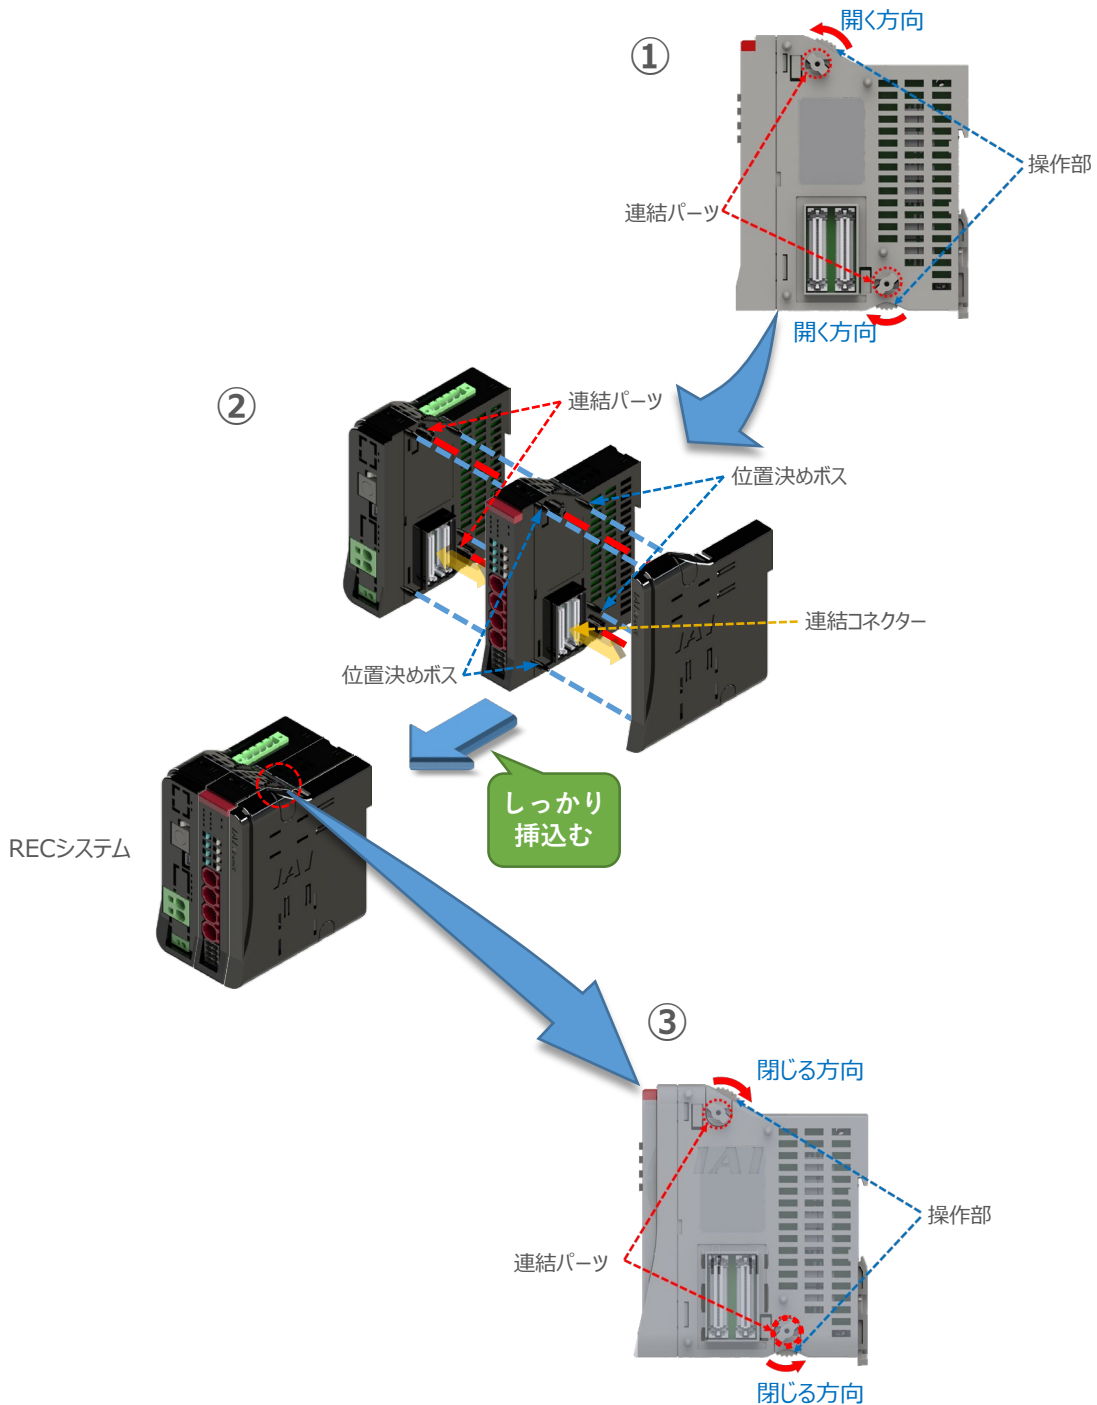 開く方向
①
操作部
連結パーツ
開く方向
②
連結パーツ
位置決めボス
連結コネクター
位置決めボス
しっかり
挿込む
RECシステム
IAI
IAI
③
閉じる方向
IAI
操作部
連結パーツ
閉じる方向